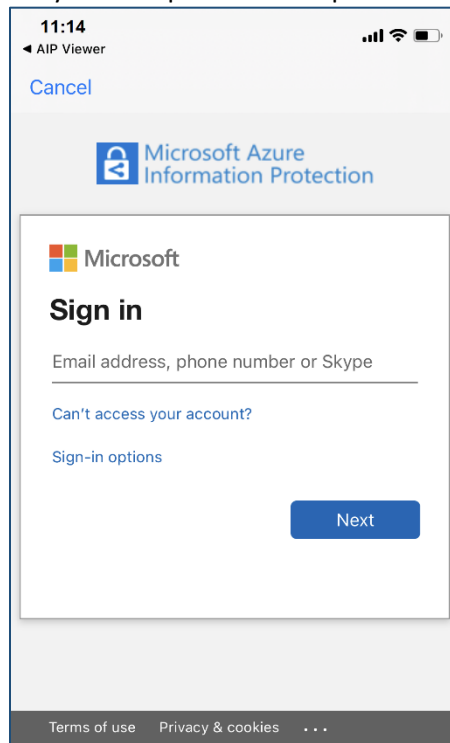 11:14
◀ AIP Viewer
Cancel
Microsoft Azure
Information Protection
Microsoft
Sign in
Email address, phone number or Skype
Can't access your account?
Sign-in options
Next
Terms of use Privacy & cookies ...